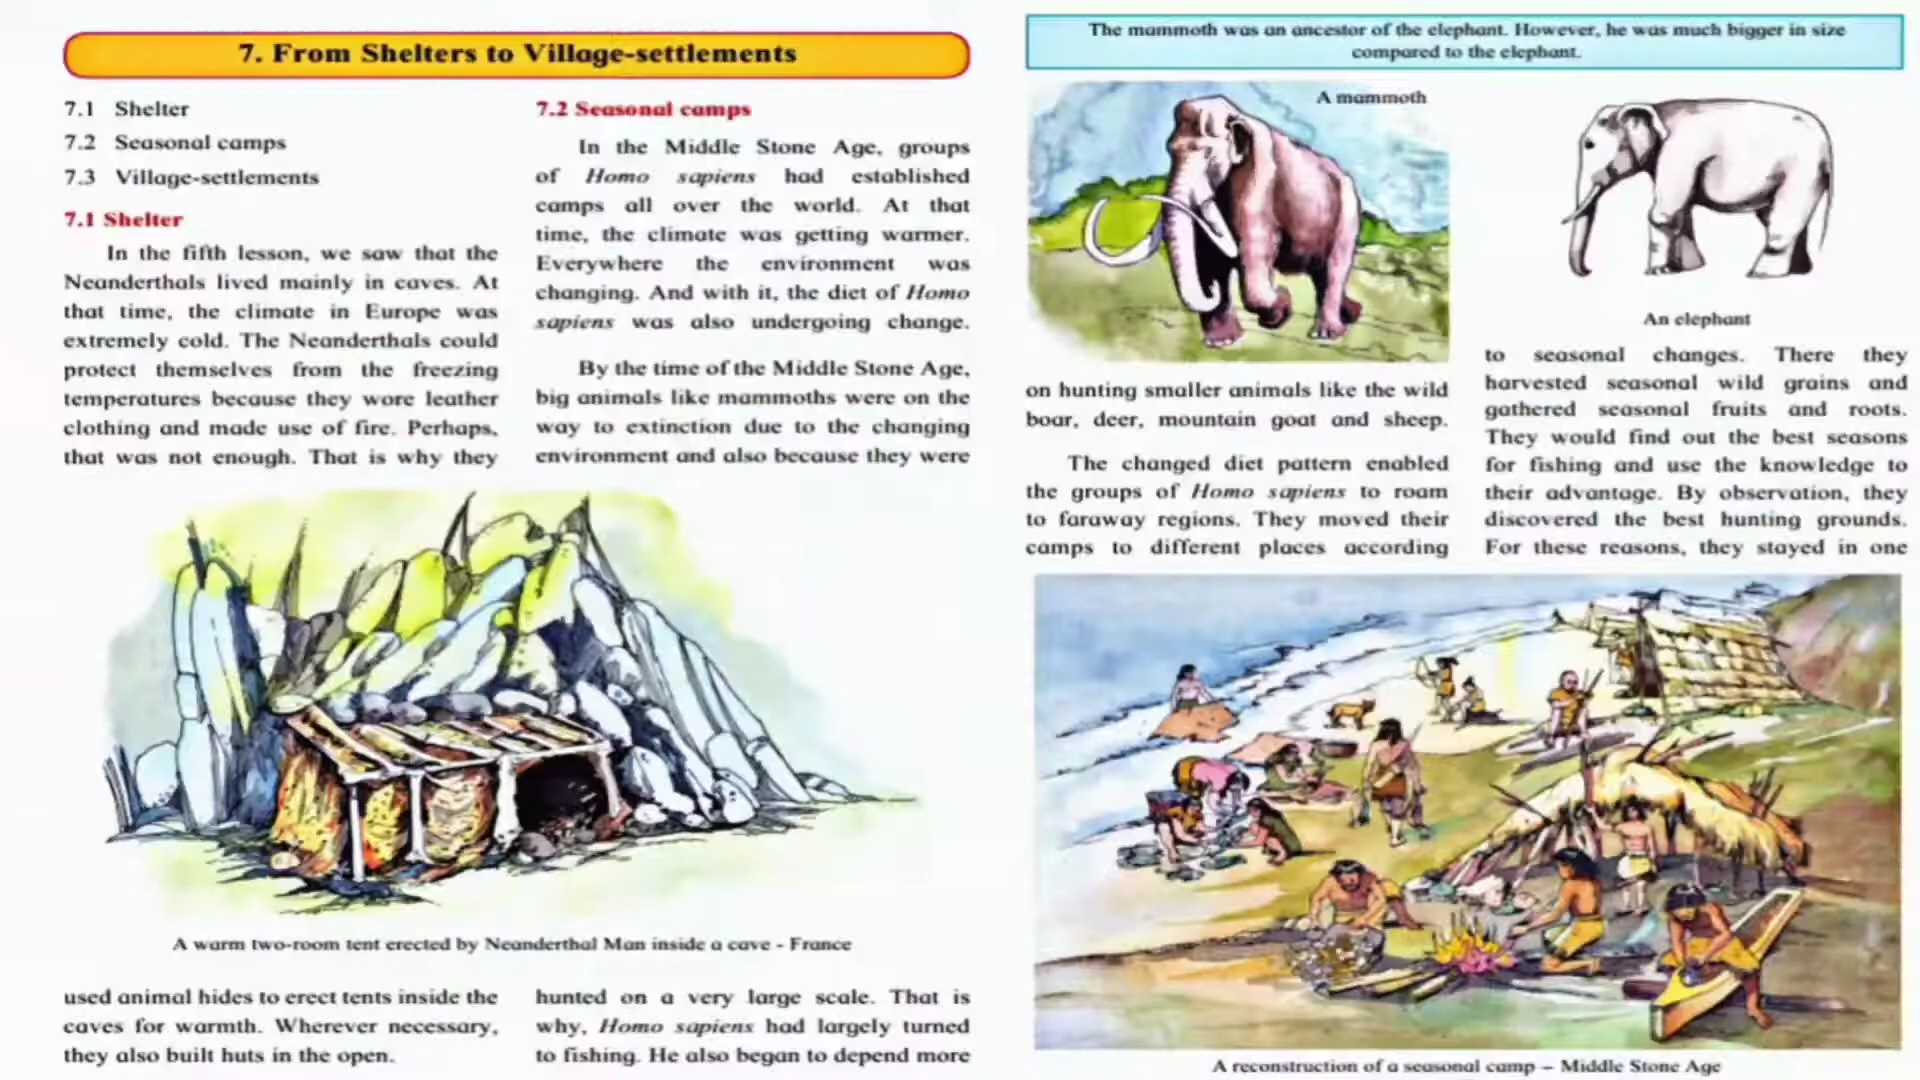 7. From Shelters to Village-settlements
7.1 Shelter
7.2 Seasonal camps
7.3 Village-settlements
7.1 Shelter
In the fifth lesson, we saw that the
Neanderthals lived mainly in caves. At
that time, the climate in Europe was
extremely cold. The Neanderthals could
protect themselves from the freezing
temperatures because they wore leather
clothing and made use of fire. Perhaps,
that was not enough. That is why they
7.2 Seasonal camps
In the Middle Stone Age, groups
of Homo sapiens had established
camps all over the world. At that
time, the climate was getting warmer.
Everywhere the environment was
changing. And with it, the diet of Homo
sapiens was also undergoing change.
By the time of the Middle Stone Age,
big animals like mammoths were on the
way to extinction due to the changing
environment and also because they were
A warm two-room tent erected by Neanderthal Man inside a cave - France
used animal hides to erect tents inside the
caves for warmth. Wherever necessary,
they also built huts in the open.
hunted on a very large scale. That is
why, Homo sapiens had largely turned
to fishing. He also began to depend more
The mammoth was an ancestor of the elephant. However, he was much bigger in size
compared to the elephant.
A mammoth
An elephant
on hunting smaller animals like the wild
boar, deer, mountain goat and sheep.
The changed diet pattern enabled
the groups of Homo sapiens to roam
to faraway regions. They moved their
camps to different places according
to seasonal changes. There they
harvested seasonal wild grains and
gathered seasonal fruits and roots.
They would find out the best seasons
for fishing and use the knowledge to
their advantage. By observation, they
discovered the best hunting grounds.
For these reasons, they stayed in one
A reconstruction of a seasonal camp – Middle Stone Age